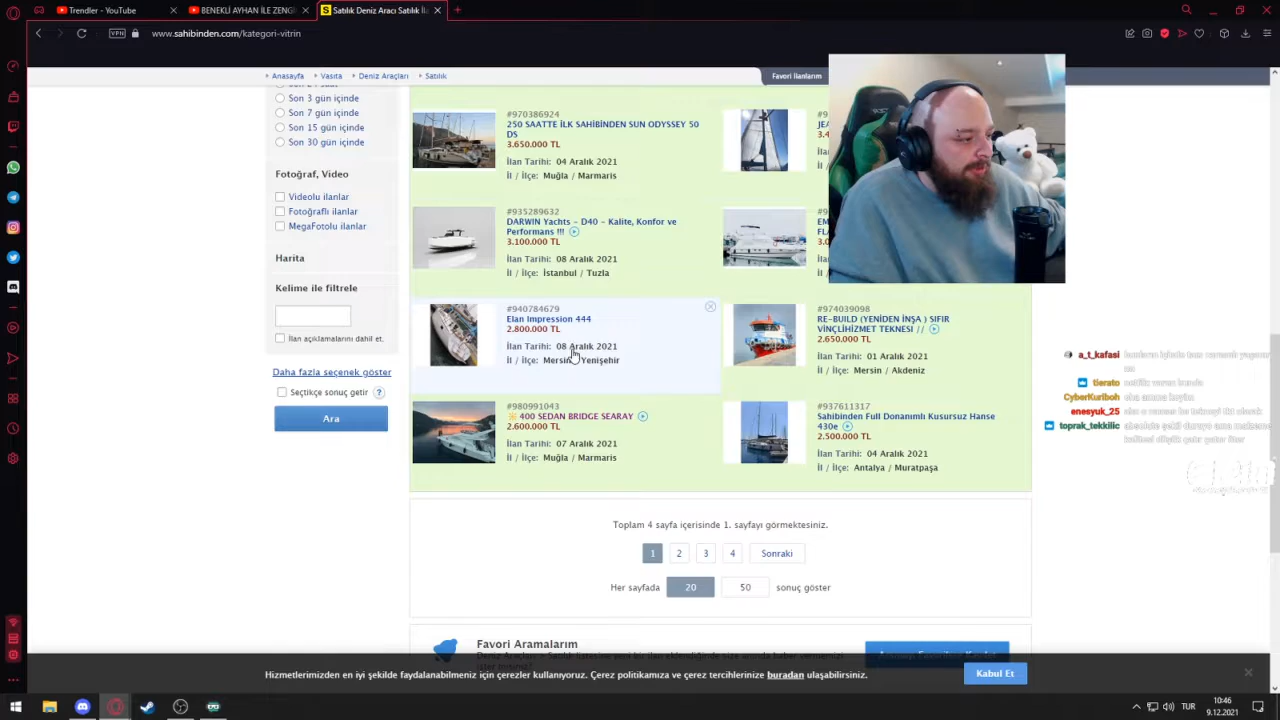 Trendler - YouTube
BENEKLİ AYHAN İLE ZENG
Satılık Deniz Aracı Satılık İl
VPN
www.sahibinden.com/kategori-vitrin
Anasayfa
Vasıta
Deniz Araçları
Satılık
Favori İlanlarım
Son 3 gün içinde
Son 7 gün içinde
Son 15 gün içinde
Son 30 gün içinde
Fotoğraf, Video
Videolu ilanlar
Fotoğraflı ilanlar
MegaFotolu ilanlar
Harita
Kelime ile filtrele
İlan açıklamalarını dahil et.
Daha fazla seçenek göster
Seçtikçe sonuç getir ?
Ara
#970386924
250 SAATTE İLK SAHİBİNDEN SUN ODYSSEY 50
DS
3.650.000 TL
İlan Tarihi: 04 Aralık 2021
İl / İlçe: Muğla / Marmaris
#935289632
DARWIN Yachts - D40 - Kalite, Konfor ve
Performans !!!
3.100.000 TL
İlan Tarihi: 08 Aralık 2021
İl / İlçe: İstanbul / Tuzla
#940784679
Elan Impression 444
2.800.000 TL
İlan Tarihi: 08 Aralık 2021
İl / İlçe: Mersin / Yenişehir
#974039098
RE-BUILD (YENİDEN İNŞA ) SIFIR
VİNÇLİHİZMET TEKNESI //
2.650.000 TL
İlan Tarihi: 01 Aralık 2021
İl / İlçe: Mersin / Akdeniz
#980991043
400 SEDAN BRIDGE SEARAY
2.600.000 TL
İlan Tarihi: 07 Aralık 2021
İl / İlçe: Muğla / Marmaris
#937611317
Sahibinden Full Donanımlı Kusursuz Hanse
430e
2.500.000 TL
İlan Tarihi: 04 Aralık 2021
İl / İlçe: Antalya / Muratpaşa
Toplam 4 sayfa içerisinde 1. sayfayı görmektesiniz.
1 2 3 4 Sonraki
Her sayfada 20 50 sonuç göster
Favori Aramalarım
Hizmetlerimizden en iyi şekilde faydalanabilmeniz için çerezler kullanıyoruz. Çerez politikamıza ve çerez tercihlerinize buradan ulaşabilirsiniz.
Kabul Et
a_t_kafasi
tierato
CyberKuriboh
enesyuk_25
toprak_tekkilic
TUR
10:46
9.12.2021